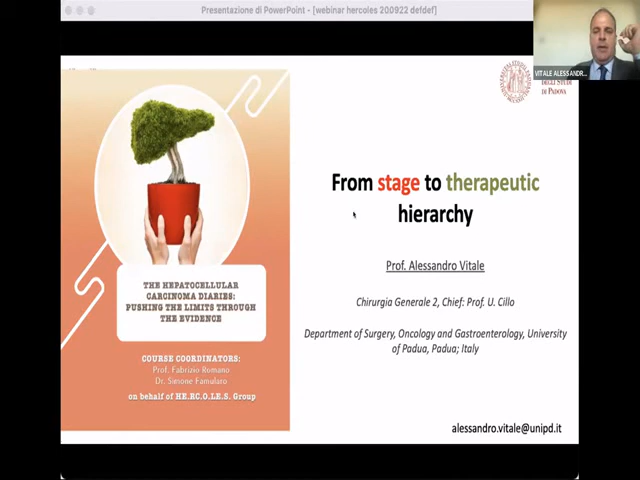 Presentazione di PowerPoint - [webinar hercoles 200922 defdef]
VITALE ALESSANDR...
DEGLI STUDI
DI PADOVA
From stage to therapeutic
hierarchy
Prof. Alessandro Vitale
Chirurgia Generale 2, Chief: Prof. U. Cillo
Department of Surgery, Oncology and Gastroenterology, University
of Padua, Padua; Italy
alessandro.vitale@unipd.it
THE HEPATOCELLULAR
CARCINOMA DIARIES:
PUSHING THE LIMITS THROUGH
THE EVIDENCE
COURSE COORDINATORS:
Prof. Fabrizio Romano
Dr. Simone Famularo
on behalf of HE.RC.O.LE.S. Group